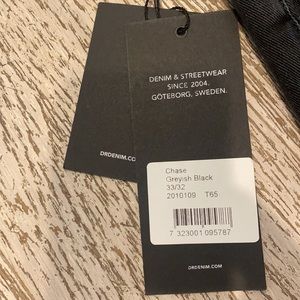 DENIM & STREETWEAR
SINCE 2004.
GÖTEBORG, SWEDEN.
DRDENIM.CO
Chase
Greyish Black
33/32
2010109 T65
7 323001 095787
DRDENIM.COM